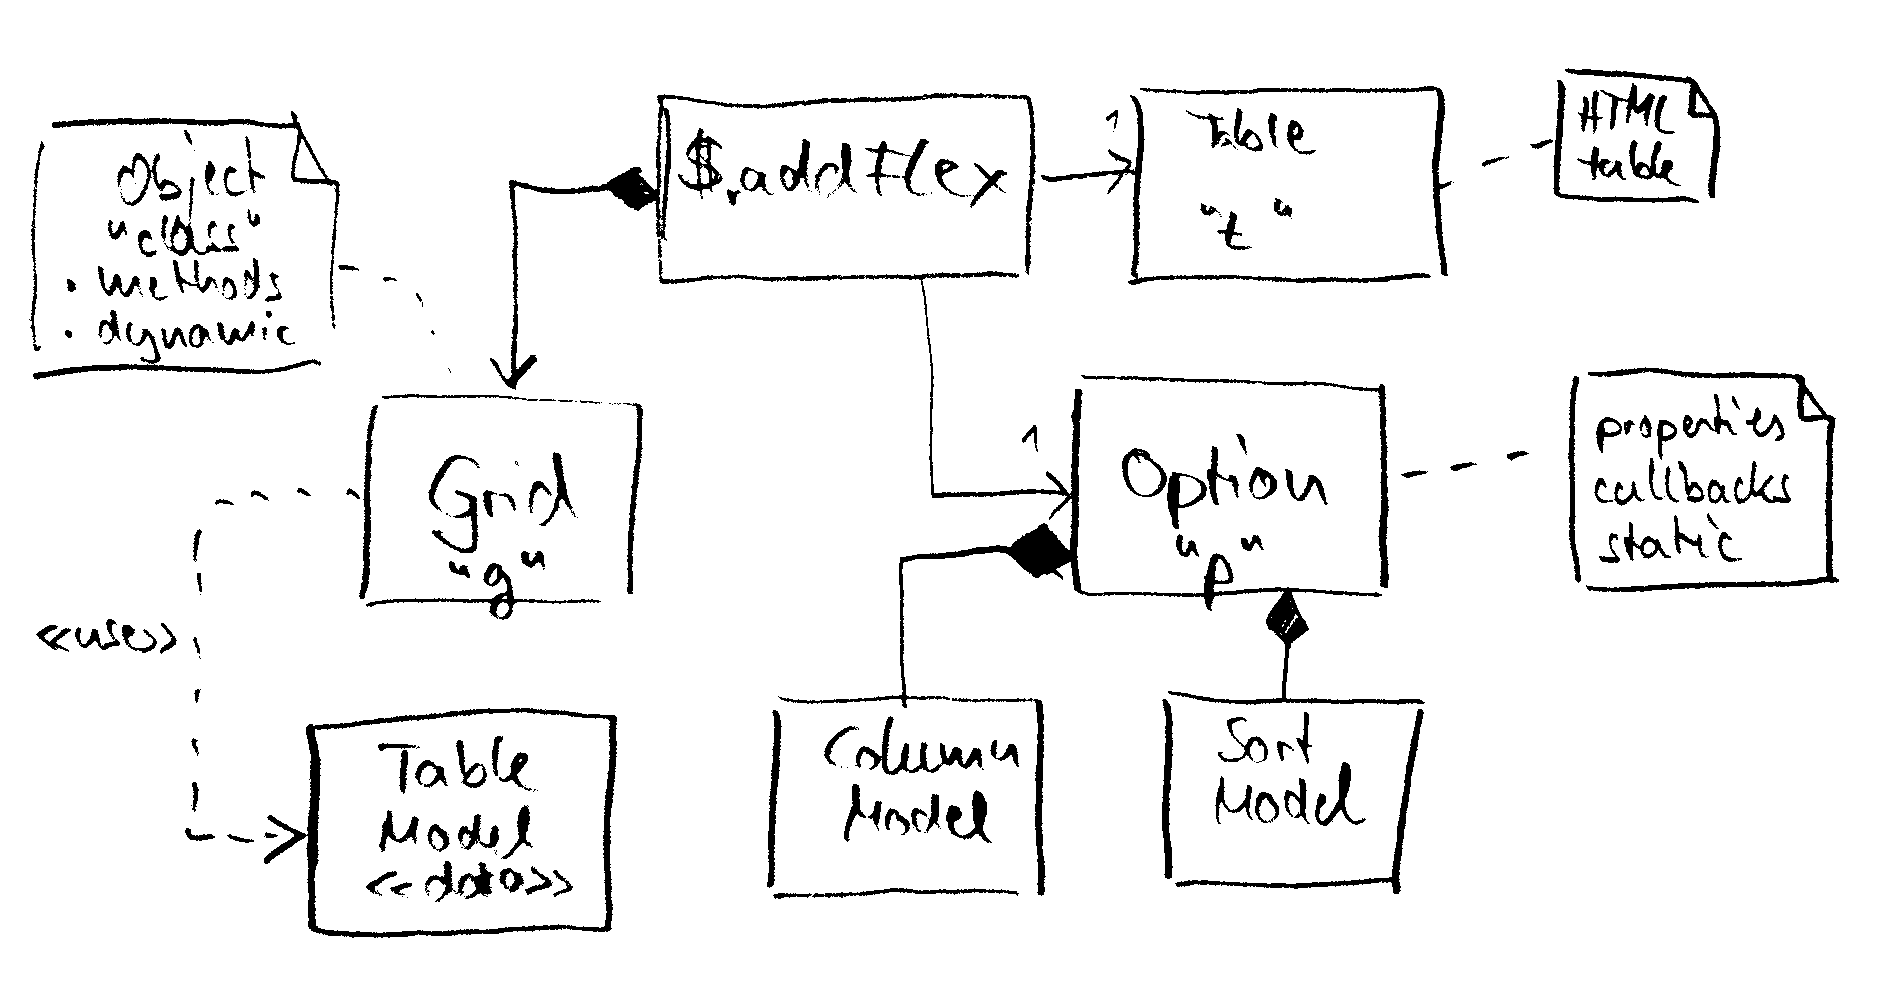 Object
"class"
• methods
• dynamic
$.addFlex
1
Table
"t"
HTML
table
Grid
"g"
1
Option
"p"
properties
callbacks
static
<<use>>
Table
Model
<<data>>
Column
Model
Sort
Model